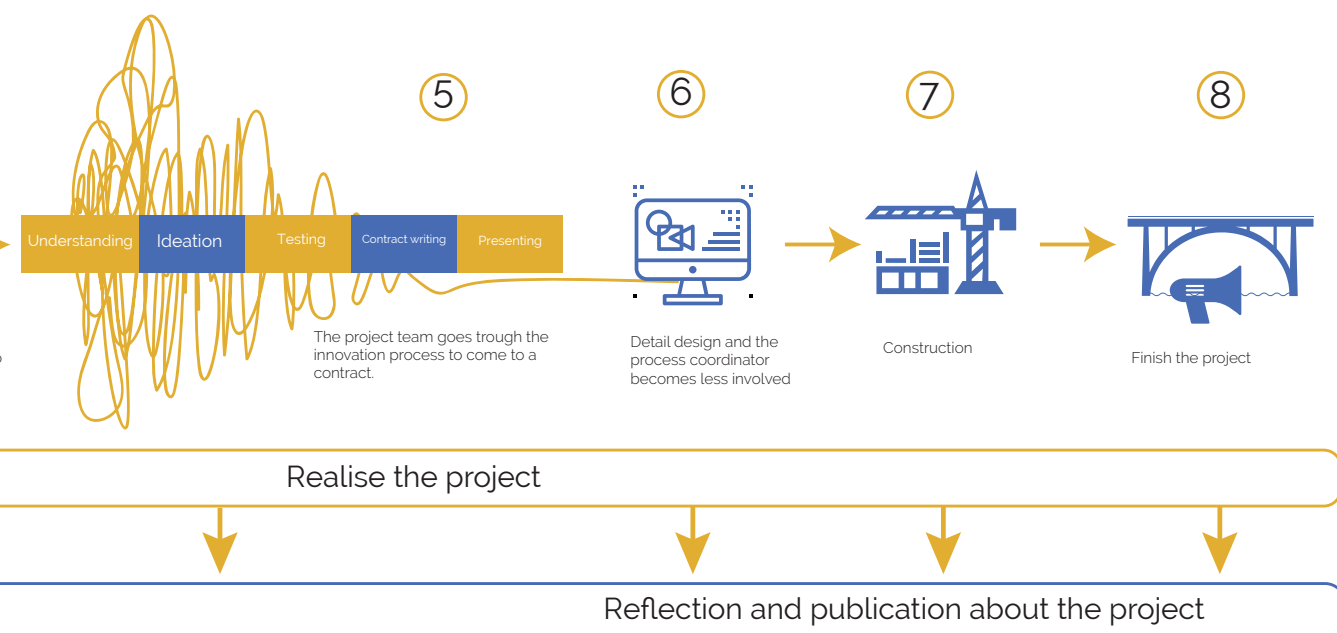 5
6
7
8
Understanding
Ideation
Testing
Contract writing
Presenting
The project team goes trough the
innovation process to come to a
contract.
Detail design and the
process coordinator
becomes less involved
Construction
Finish the project
Realise the project
Reflection and publication about the project